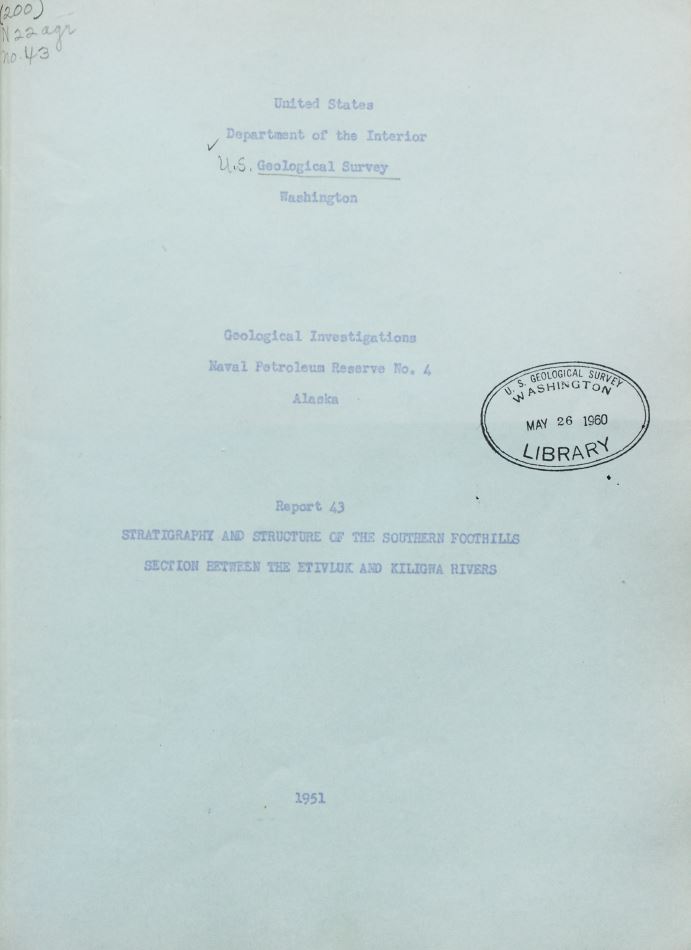 (200)
N22agr
no.43
United States
Department of the Interior
✓ U.S. Geological Survey
Washington
Geological Investigations
Naval Petroleum Reserve No. 4
Alaska
U. S. GEOLOGICAL SURVEY
WASHINGTON
MAY 26 1960
LIBRARY
Report 43
STRATIGRAPHY AND STRUCTURE OF THE SOUTHERN FOOTHILLS
SECTION BETWEEN THE ETIVLUK AND KILIGWA RIVERS
1951